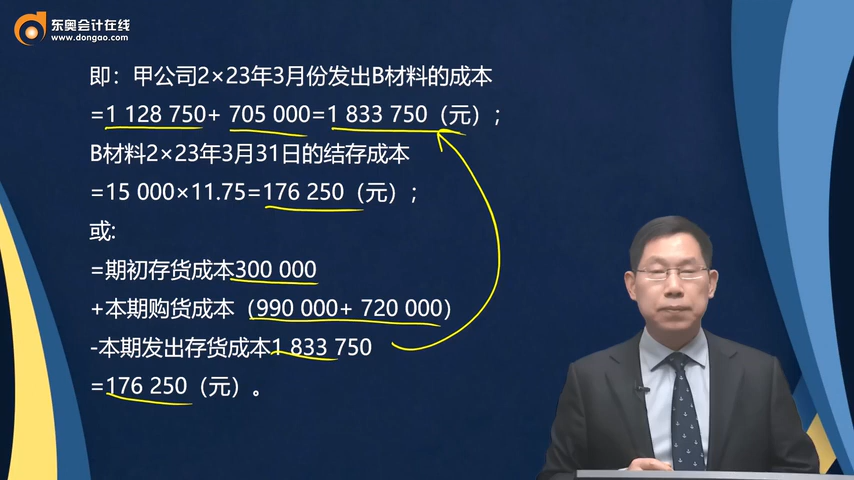 东奥会计在线
www.dongao.com
即：甲公司2×23年3月份发出B材料的成本
=1 128 750+ 705 000=1 833 750（元）；
B材料2×23年3月31日的结存成本
=15 000×11.75=176 250（元）；
或:
=期初存货成本300 000
+本期购货成本（990 000+ 720 000）
-本期发出存货成本1 833 750
=176 250（元）。